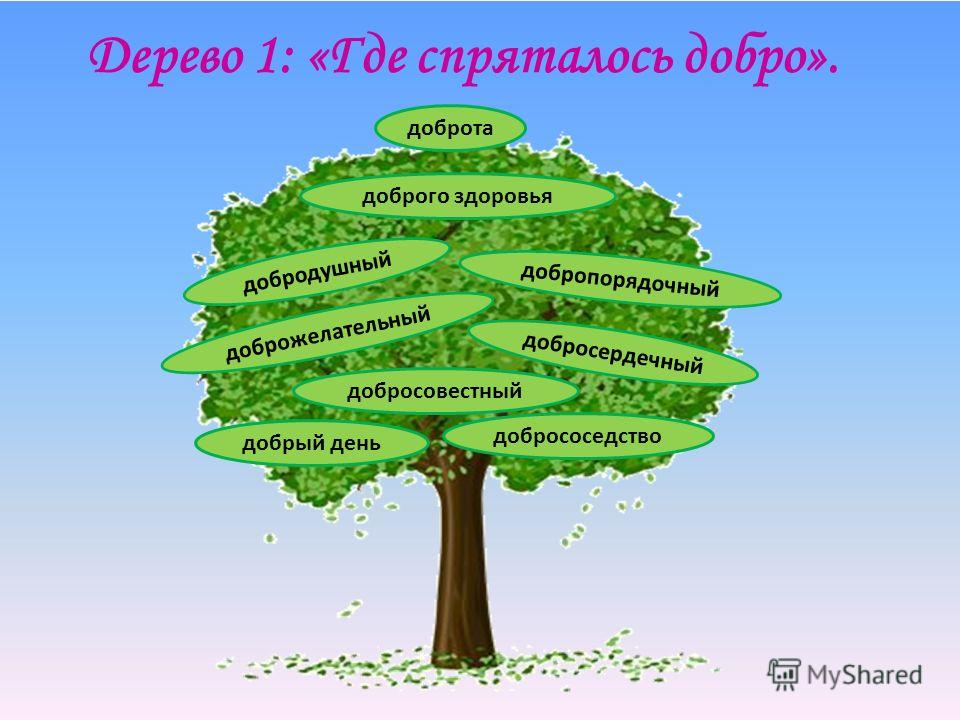 Дерево 1: «Где спряталось добро».
доброта
доброго здоровья
добродушный
добропорядочный
доброжелательный
добросердечный
добросовестный
добрый день
добрососедство
MyShared